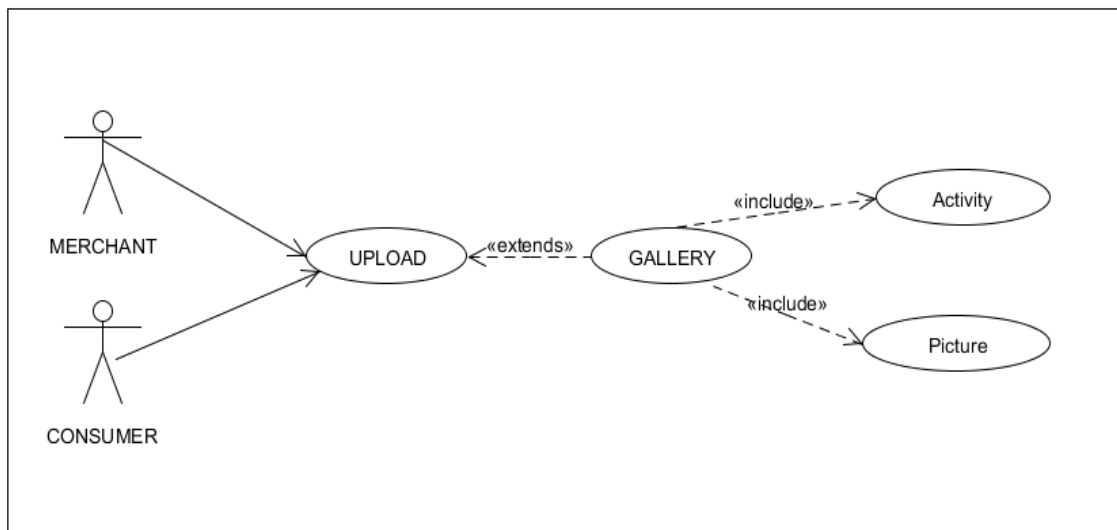 MERCHANT
CONSUMER
UPLOAD
«extends»
GALLERY
«include»
«include»
Activity
Picture